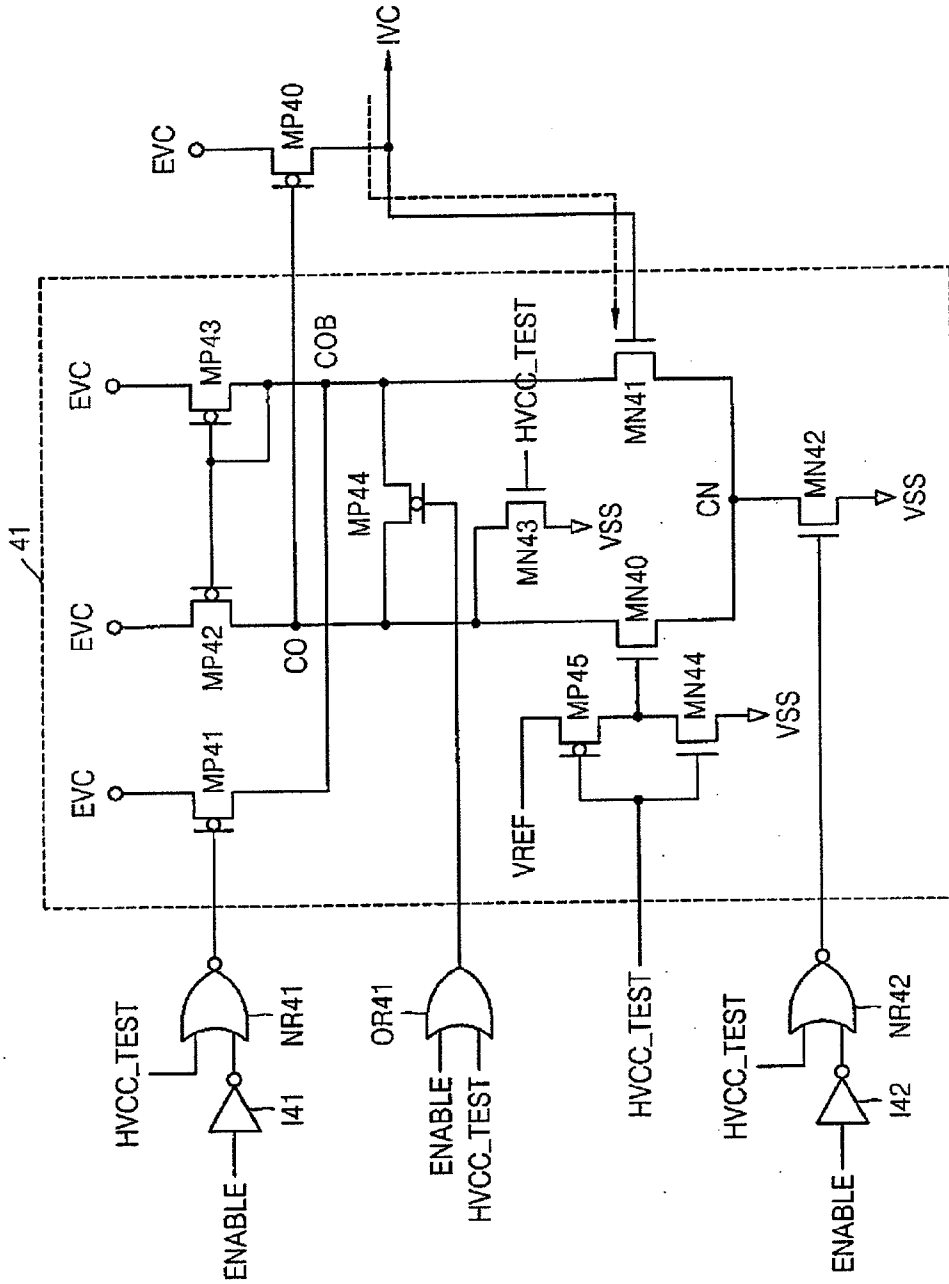 41
EVC
EVC
EVC
EVC
MP41
MP42
MP43
MP40
CO
COB
IVC
HVCC_TEST
NR41
ENABLE
I41
MP44
OR41
ENABLE
HVCC_TEST
MN43
HVCC_TEST
VSS
VREF
MP45
MN40
MN41
HVCC_TEST
MN44
VSS
CN
HVCC_TEST
NR42
MN42
ENABLE
I42
VSS